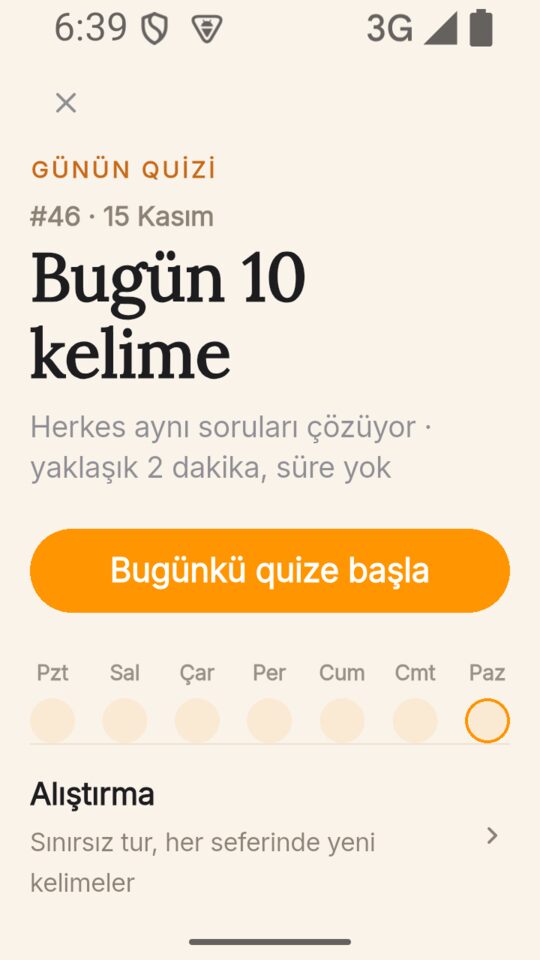 6:39 3G
GÜNÜN QUİZİ
#46 · 15 Kasım
Bugün 10
kelime
Herkes aynı soruları çözüyor ·
yaklaşık 2 dakika, süre yok
Bugünkü quize başla
Pzt Sal Çar Per Cum Cmt Paz
Alıştırma
Sınırsız tur, her seferinde yeni
kelimeler